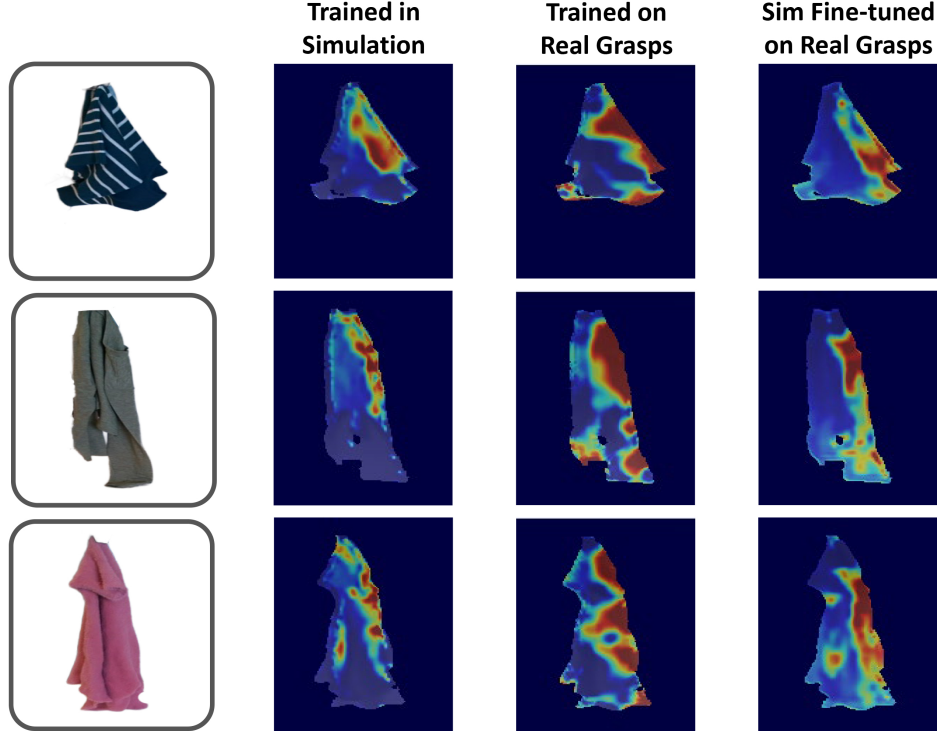 Trained in
Simulation
Trained on
Real Grasps
Sim Fine-tuned
on Real Grasps